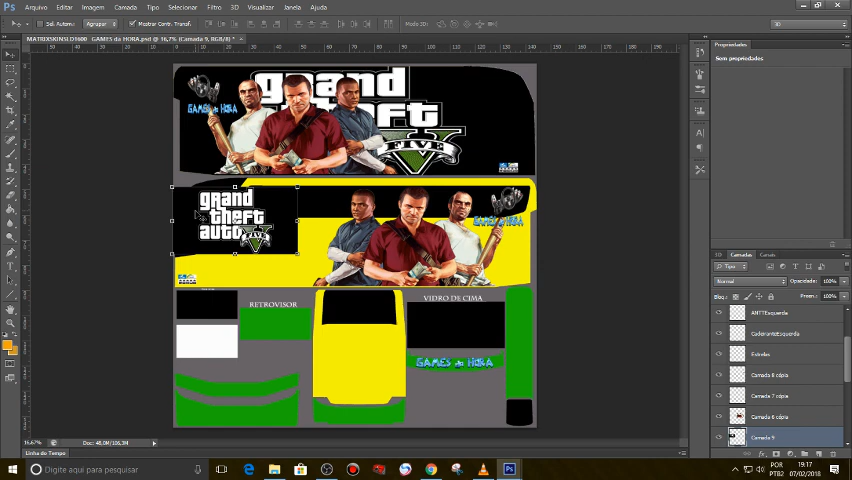 Ps
Arquivo Editar Imagem Camada Tipo Selecionar Filtro 3D Visualizar Janela Ajuda
Sel. Autom.: Agrupar Mostrar Contr. Transf. Modo 3D: 3D
MATRIXSKINSLD1600 GAMES da HORA.psd @ 16,7% (Camada 9, RGB/8) *
Propriedades
Sem propriedades
grand
theft
FIVE
GAMES da HORA
grand
theft
auto
FIVE
GAMES da HORA
RETROVISOR
VIDRO DE CIMA
GAMES da HORA
3D Camadas Canais
Tipo
Normal Opacidade: 100%
Bloq.: Preen.: 100%
ANTTEsquerda
CadeiranteEsquerda
Estrelas
Camada 8 cópia
Camada 7 cópia
Camada 6 cópia
Camada 9
16,67% Doc: 48,0M/106,3M
Linha do Tempo
Digite aqui para pesquisar
POR
PTB2
19:17
07/02/2018